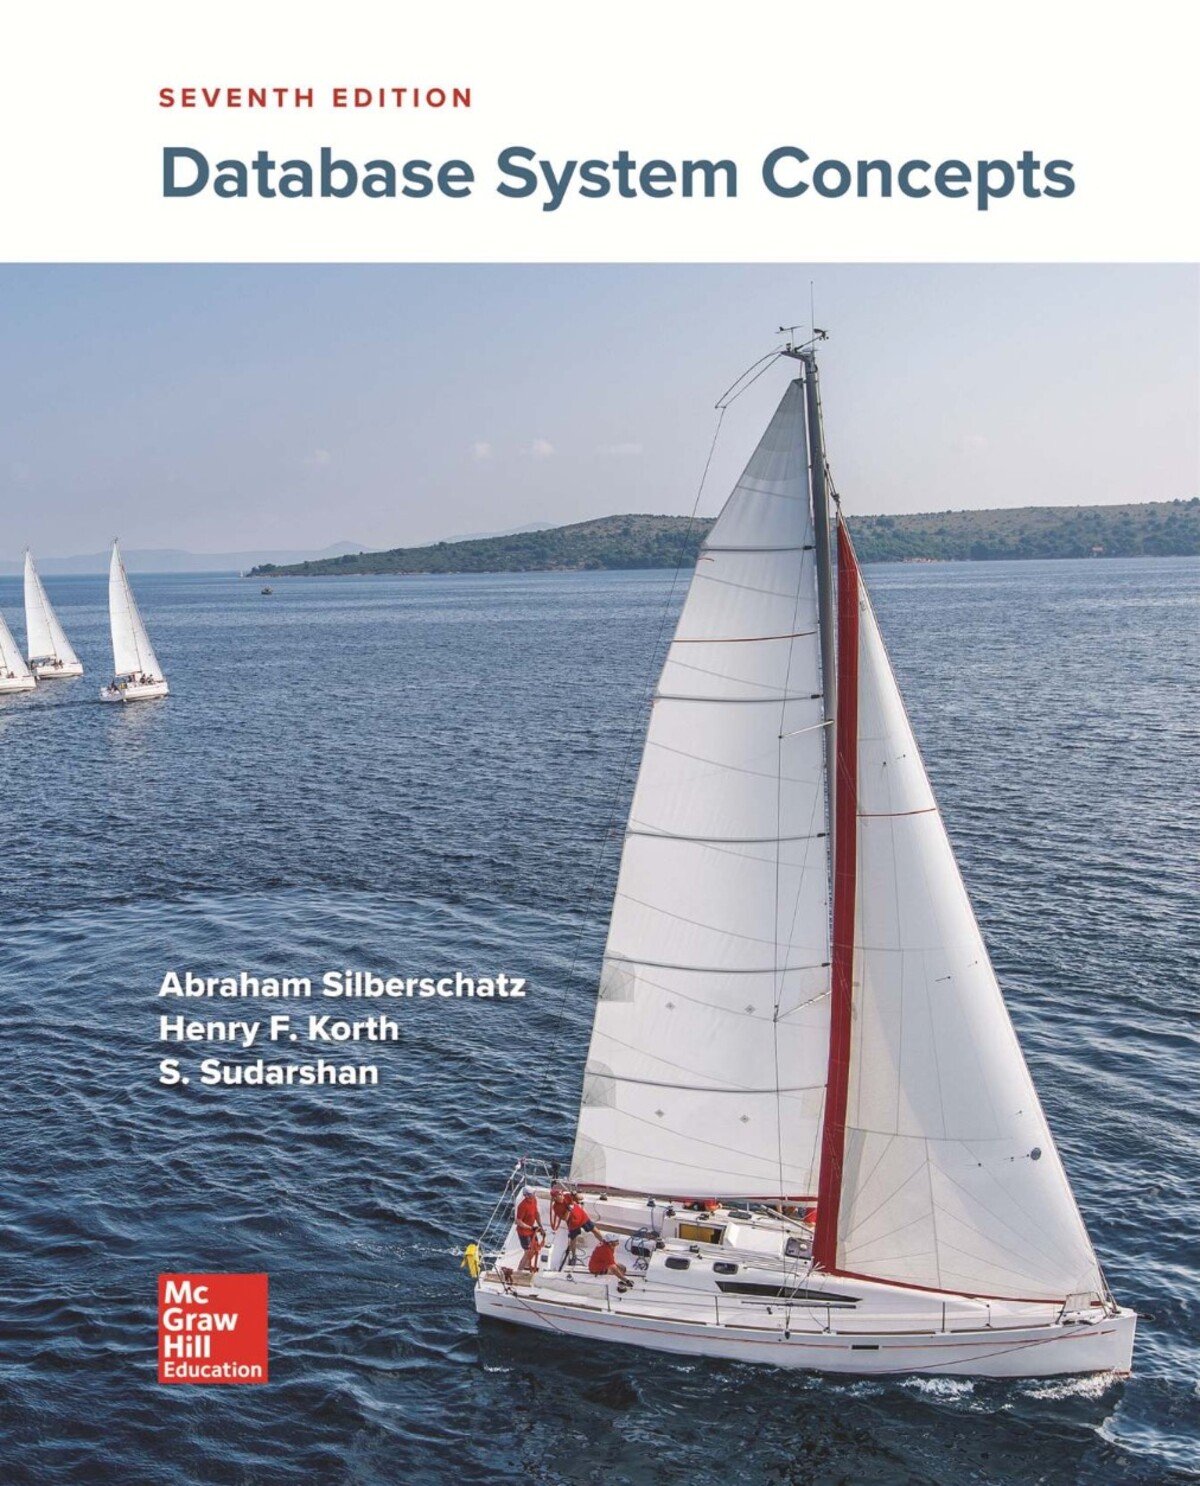 SEVENTH EDITION
Database System Concepts
Abraham Silberschatz
Henry F. Korth
S. Sudarshan
Mc
Graw
Hill
Education